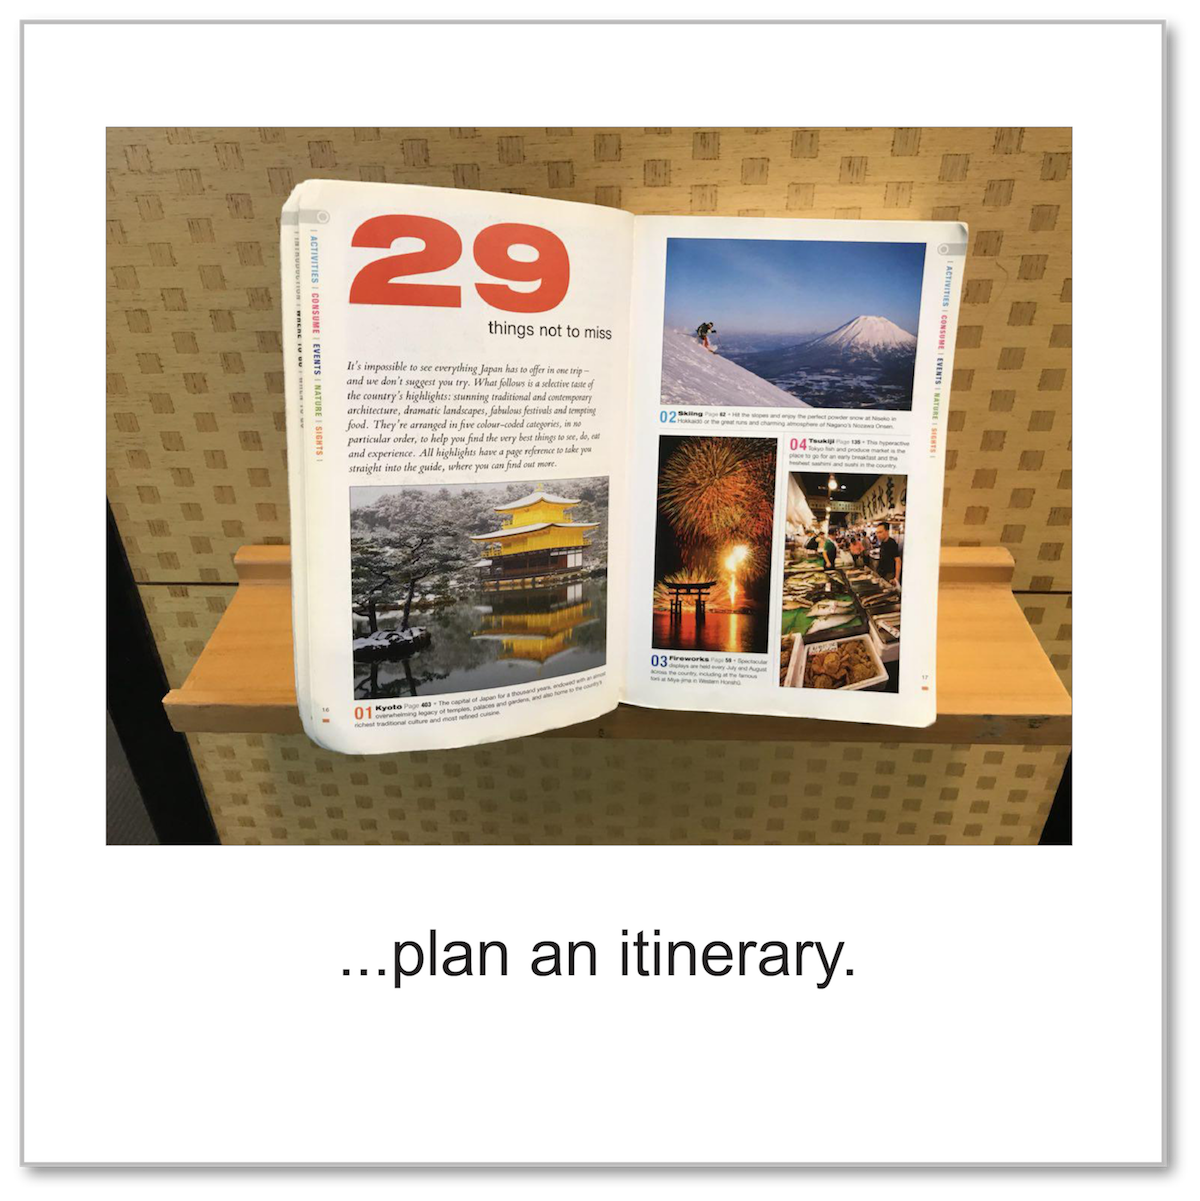 29
things not to miss
It's impossible to see everything Japan has to offer in one trip –
and we don't suggest you try. What follows is a selective taste of
the country's highlights: stunning traditional and contemporary
architecture, dramatic landscapes, fabulous festivals and tempting
food. They're arranged in five colour-coded categories, in no
particular order, to help you find the very best things to see, do, eat
and experience. All highlights have a page reference to take you
straight into the guide, where you can find out more.
| ACTIVITIES | CONSUME | EVENTS | NATURE | SIGHTS |
01 Kyoto Page 403 • The capital of Japan for a thousand years, endowed with an almost
overwhelming legacy of temples, palaces and gardens, and also home to the country's
richest traditional culture and most refined cuisine.
16
02 Skiing Page 62 • Hit the slopes and enjoy the perfect powder snow at Niseko in
Hokkaidō or the great runs and charming atmosphere of Nagano's Nozawa Onsen.
04 Tsukiji Page 135 • This hyperactive
Tokyo fish and produce market is the
place to go for an early breakfast and the
freshest sashimi and sushi in the country.
03 Fireworks Page 59 • Spectacular
displays are held every July and August
across the country, including at the famous
torii at Miya-jima in Western Honshū.
| ACTIVITIES | CONSUME | EVENTS | NATURE | SIGHTS |
17
...plan an itinerary.